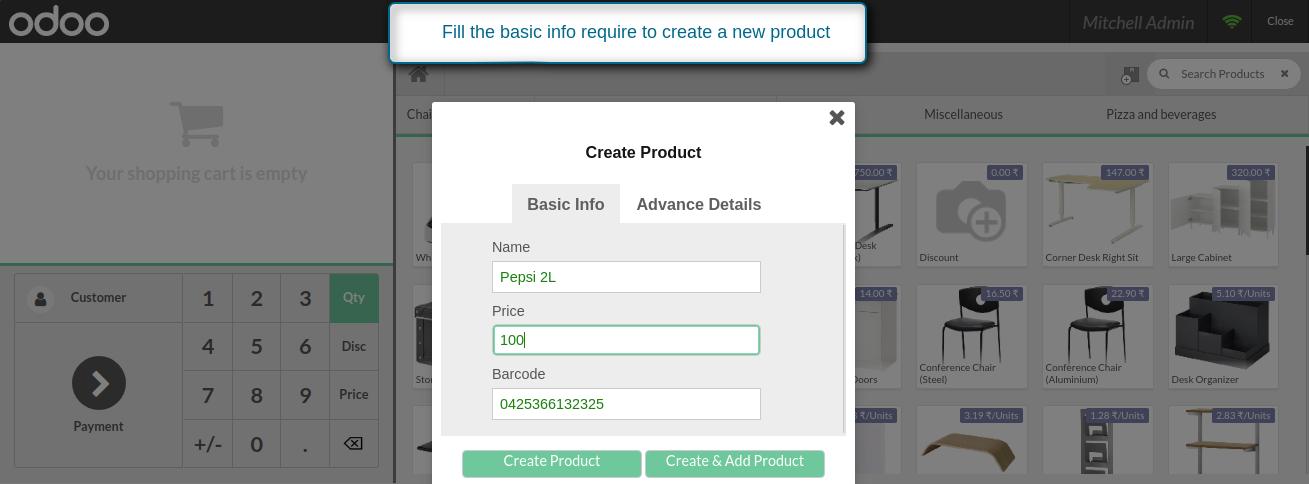 odoo
Fill the basic info require to create a new product
Mitchell Admin
Close
Search Products
Miscellaneous
Pizza and beverages
Your shopping cart is empty
Create Product
Basic Info
Advance Details
Name
Pepsi 2L
Price
100
Barcode
0425366132325
Create Product
Create & Add Product
Customer
1 2 3 Qty
4 5 6 Disc
7 8 9 Price
+/- 0 .
Payment
750.00 ₹
0.00 ₹
147.00 ₹
320.00 ₹
Desk
Discount
Corner Desk Right Sit
Large Cabinet
14.00 ₹
16.50 ₹
22.90 ₹
5.10 ₹/Units
Doors
Conference Chair
(Steel)
Conference Chair
(Aluminium)
Desk Organizer
₹/Units
3.19 ₹/Units
1.28 ₹/Units
2.83 ₹/Units